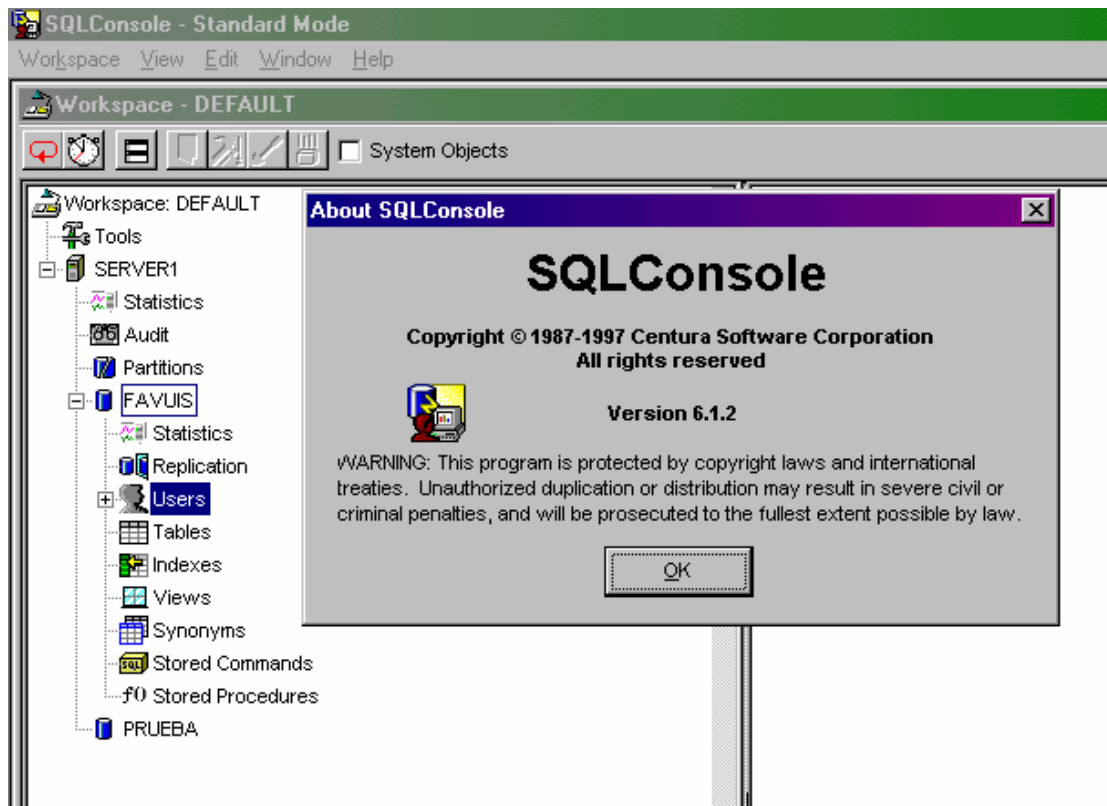 SQLConsole - Standard Mode
Workspace View Edit Window Help
Workspace - DEFAULT
System Objects
Workspace: DEFAULT
Tools
SERVER1
Statistics
Audit
Partitions
FAVUIS
Statistics
Replication
Users
Tables
Indexes
Views
Synonyms
SQL Stored Commands
f() Stored Procedures
PRUEBA
About SQLConsole
SQLConsole
Copyright © 1987-1997 Centura Software Corporation
All rights reserved
Version 6.1.2
WARNING: This program is protected by copyright laws and international
treaties. Unauthorized duplication or distribution may result in severe civil or
criminal penalties, and will be prosecuted to the fullest extent possible by law.
OK